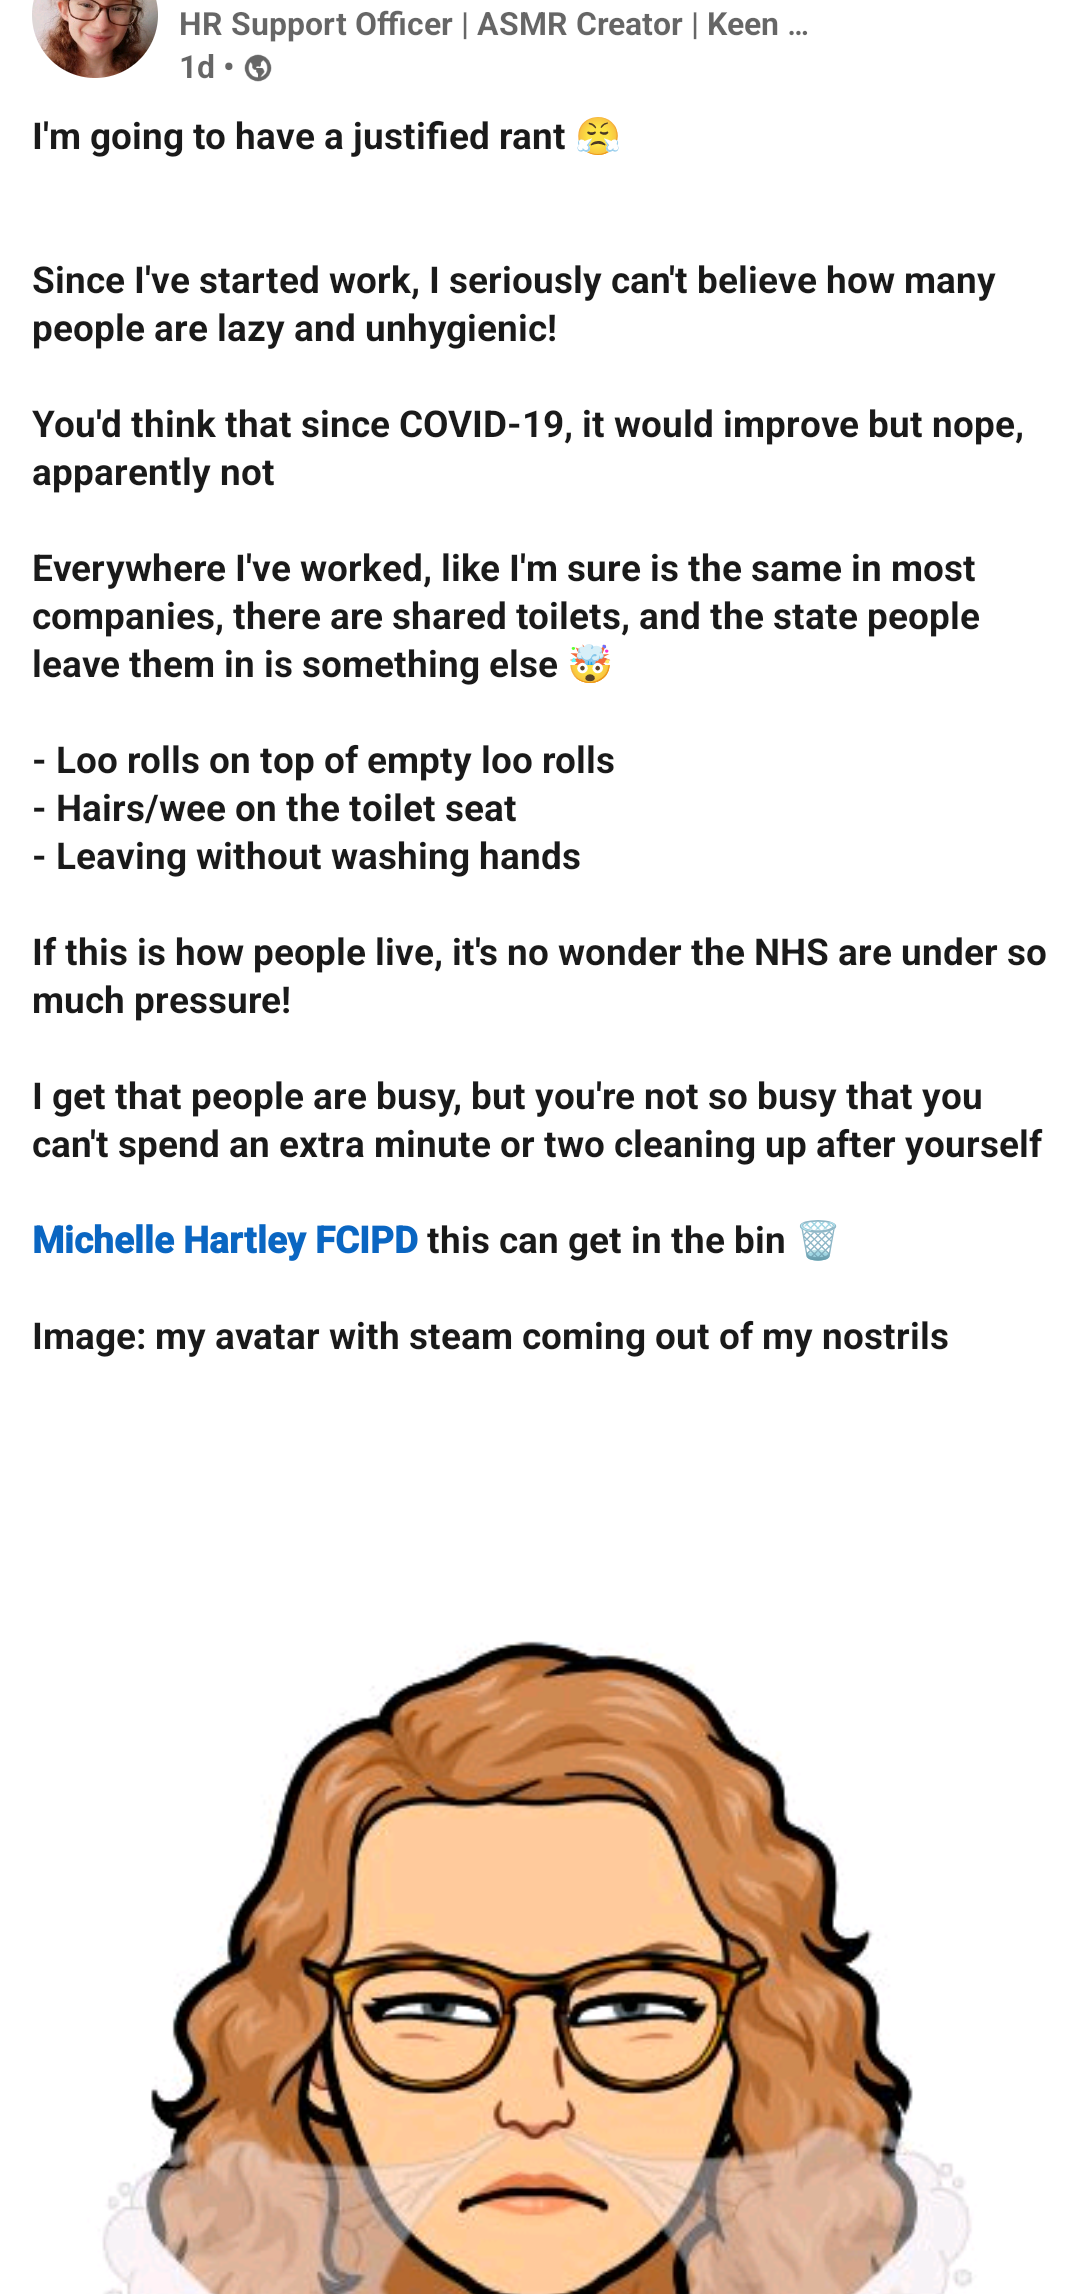 HR Support Officer | ASMR Creator | Keen ...
1d •
I'm going to have a justified rant 😤
Since I've started work, I seriously can't believe how many
people are lazy and unhygienic!
You'd think that since COVID-19, it would improve but nope,
apparently not
Everywhere I've worked, like I'm sure is the same in most
companies, there are shared toilets, and the state people
leave them in is something else 🤯
- Loo rolls on top of empty loo rolls
- Hairs/wee on the toilet seat
- Leaving without washing hands
If this is how people live, it's no wonder the NHS are under so
much pressure!
I get that people are busy, but you're not so busy that you
can't spend an extra minute or two cleaning up after yourself
Michelle Hartley FCIPD this can get in the bin 🗑️
Image: my avatar with steam coming out of my nostrils